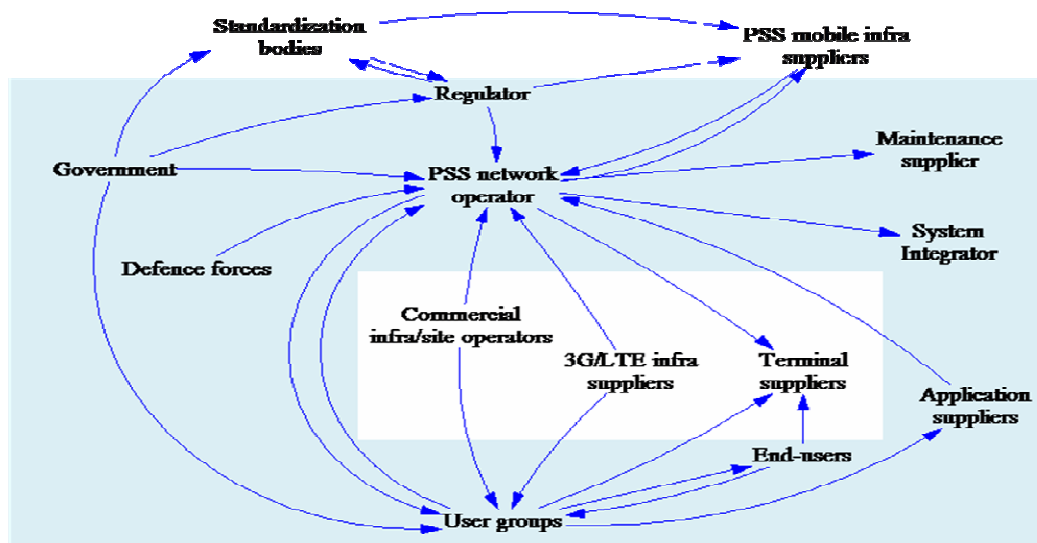 Standardization
bodies
PSS mobile infra
suppliers
Regulator
Maintenance
supplier
Government
PSS network
operator
System
Integrator
Defence forces
Commercial
infra/site operators
3G/LTE infra
suppliers
Terminal
suppliers
Application
suppliers
End-users
User groups